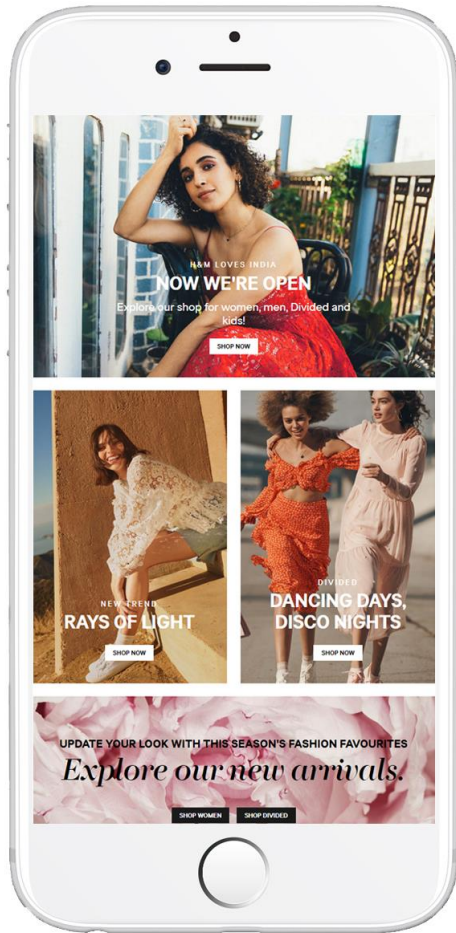 H&M LOVES INDIA
NOW WE'RE OPEN
Explore our shop for women, men, Divided and
kids!
SHOP NOW
NEW TREND
RAYS OF LIGHT
SHOP NOW
DIVIDED
DANCING DAYS,
DISCO NIGHTS
SHOP NOW
UPDATE YOUR LOOK WITH THIS SEASON'S FASHION FAVOURITES
Explore our new arrivals.
SHOP WOMEN
SHOP DIVIDED